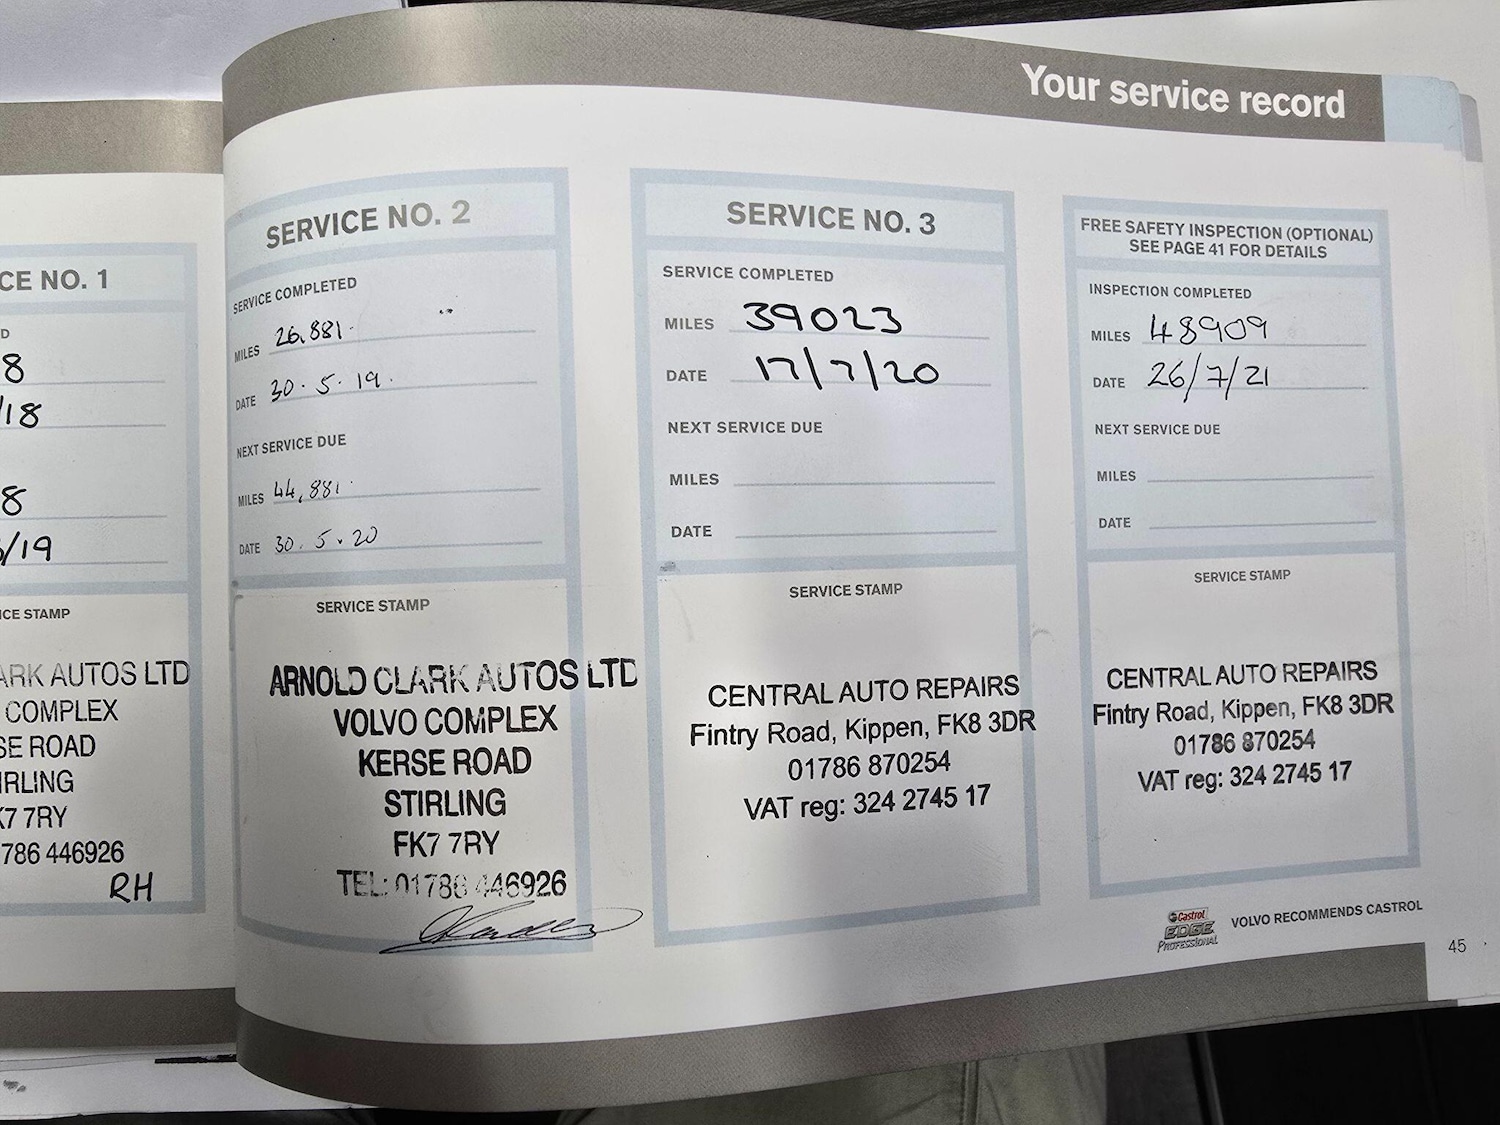 Your service record
CE NO. 1
D
8
/18
8
/19
ICE STAMP
ARK AUTOS LTD
COMPLEX
SE ROAD
IRLING
K7 7RY
786 446926
RH
SERVICE NO. 2
SERVICE COMPLETED
MILES 26,881
DATE 30.5.19.
NEXT SERVICE DUE
MILES 44,881
DATE 30.5.20
SERVICE STAMP
ARNOLD CLARK AUTOS LTD
VOLVO COMPLEX
KERSE ROAD
STIRLING
FK7 7RY
TEL: 01786 446926
SERVICE NO. 3
SERVICE COMPLETED
MILES 39023
DATE 17/7/20
NEXT SERVICE DUE
MILES
DATE
SERVICE STAMP
CENTRAL AUTO REPAIRS
Fintry Road, Kippen, FK8 3DR
01786 870254
VAT reg: 324 2745 17
FREE SAFETY INSPECTION (OPTIONAL)
SEE PAGE 41 FOR DETAILS
INSPECTION COMPLETED
MILES 48909
DATE 26/7/21
NEXT SERVICE DUE
MILES
DATE
SERVICE STAMP
CENTRAL AUTO REPAIRS
Fintry Road, Kippen, FK8 3DR
01786 870254
VAT reg: 324 2745 17
Castrol
EDGE
PROFESSIONAL
VOLVO RECOMMENDS CASTROL
45